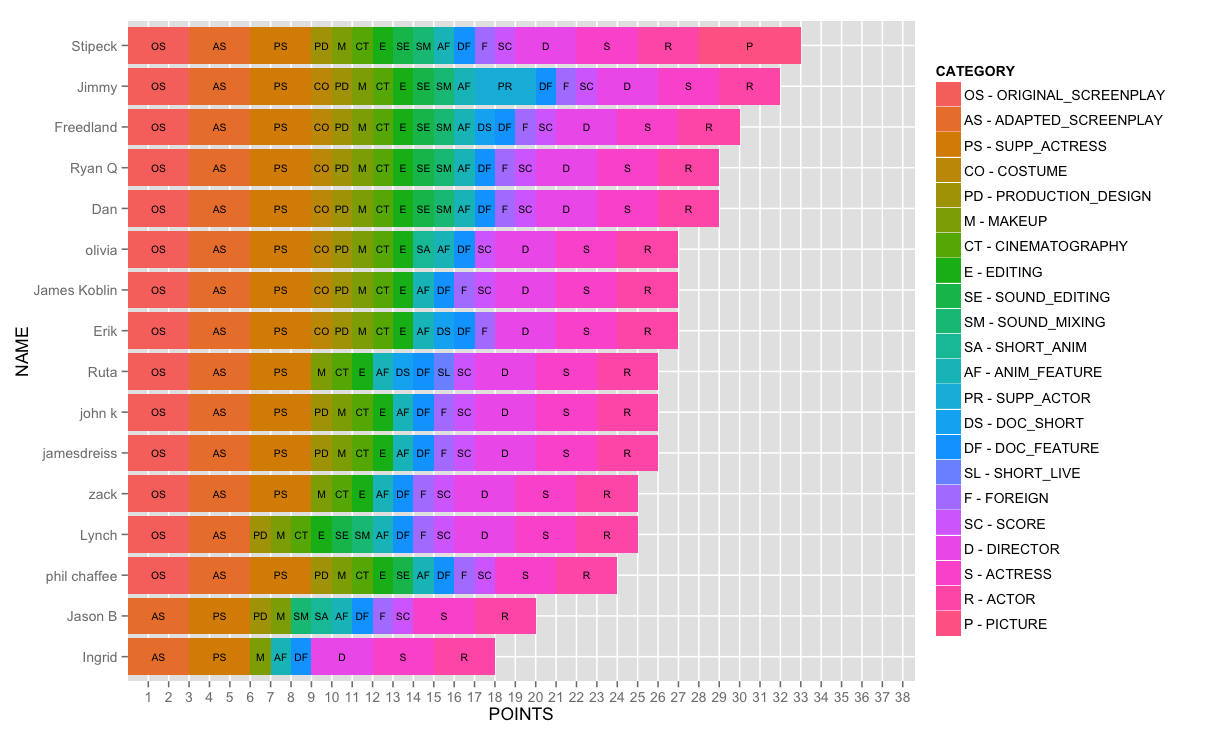 Stipeck OS AS PS PD M CT E SE SM AF DF F SC D S R P
Jimmy OS AS PS CO PD M CT E SE SM AF PR DF F SC D S R
Freedland OS AS PS CO PD M CT E SE SM AF DS DF F SC D S R
Ryan Q OS AS PS CO PD M CT E SE SM AF DF F SC D S R
Dan OS AS PS CO PD M CT E SE SM AF DF F SC D S R
olivia OS AS PS CO PD M CT E SA AF DF SC D S R
James Koblin OS AS PS CO PD M CT E AF DF F SC D S R
Erik OS AS PS CO PD M CT E AF DS DF F D S R
Ruta OS AS PS M CT E AF DS DF SL SC D S R
john k OS AS PS PD M CT E AF DF F SC D S R
jamesdreiss OS AS PS PD M CT E AF DF F SC D S R
zack OS AS PS M CT E AF DF F SC D S R
Lynch OS AS PD M CT E SE SM AF DF F SC D S R
phil chaffee OS AS PS PD M CT E SE AF DF F SC S R
Jason B AS PS PD M SM SA AF DF F SC S R
Ingrid AS PS M AF DF D S R
NAME
1 2 3 4 5 6 7 8 9 10 11 12 13 14 15 16 17 18 19 20 21 22 23 24 25 26 27 28 29 30 31 32 33 34 35 36 37 38
POINTS
CATEGORY
OS - ORIGINAL_SCREENPLAY
AS - ADAPTED_SCREENPLAY
PS - SUPP_ACTRESS
CO - COSTUME
PD - PRODUCTION_DESIGN
M - MAKEUP
CT - CINEMATOGRAPHY
E - EDITING
SE - SOUND_EDITING
SM - SOUND_MIXING
SA - SHORT_ANIM
AF - ANIM_FEATURE
PR - SUPP_ACTOR
DS - DOC_SHORT
DF - DOC_FEATURE
SL - SHORT_LIVE
F - FOREIGN
SC - SCORE
D - DIRECTOR
S - ACTRESS
R - ACTOR
P - PICTURE